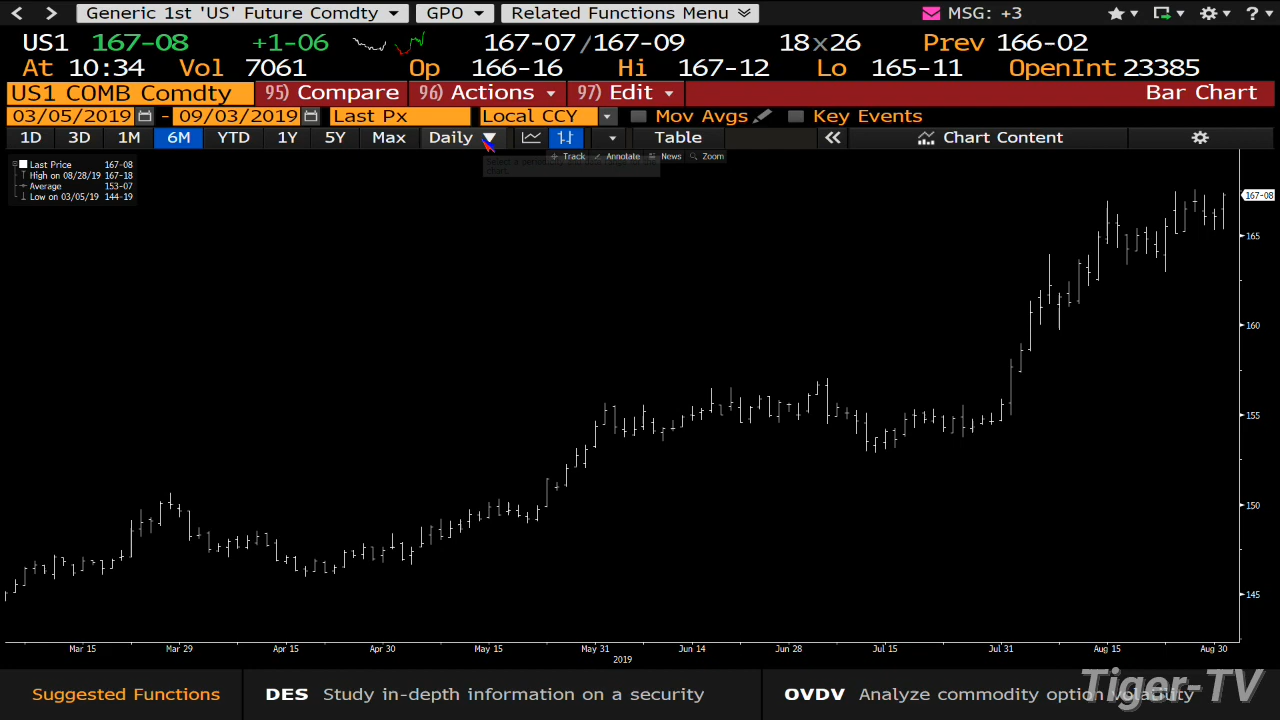 Generic 1st 'US' Future Comdty GPO Related Functions Menu MSG: +3 ?
US1 167-08 +1-06 167-07/167-09 18x26 Prev 166-02
At 10:34 Vol 7061 Op 166-16 Hi 167-12 Lo 165-11 OpenInt 23385
US1 COMB Comdty 95) Compare 96) Actions 97) Edit Bar Chart
03/05/2019 - 09/03/2019 Last Px Local CCY Mov Avgs Key Events
1D 3D 1M 6M YTD 1Y 5Y Max Daily Table Chart Content
Track Annotate News Zoom
Last Price 167-08
High on 08/28/19 167-18
Average 153-07
Low on 03/05/19 144-19
167-08
165
160
155
150
145
Mar 15 Mar 29 Apr 15 Apr 30 May 15 May 31 Jun 14 Jun 28 Jul 15 Jul 31 Aug 15 Aug 30
2019
Suggested Functions DES Study in-depth information on a security OVDV Analyze commodity option volatility
Tiger-TV